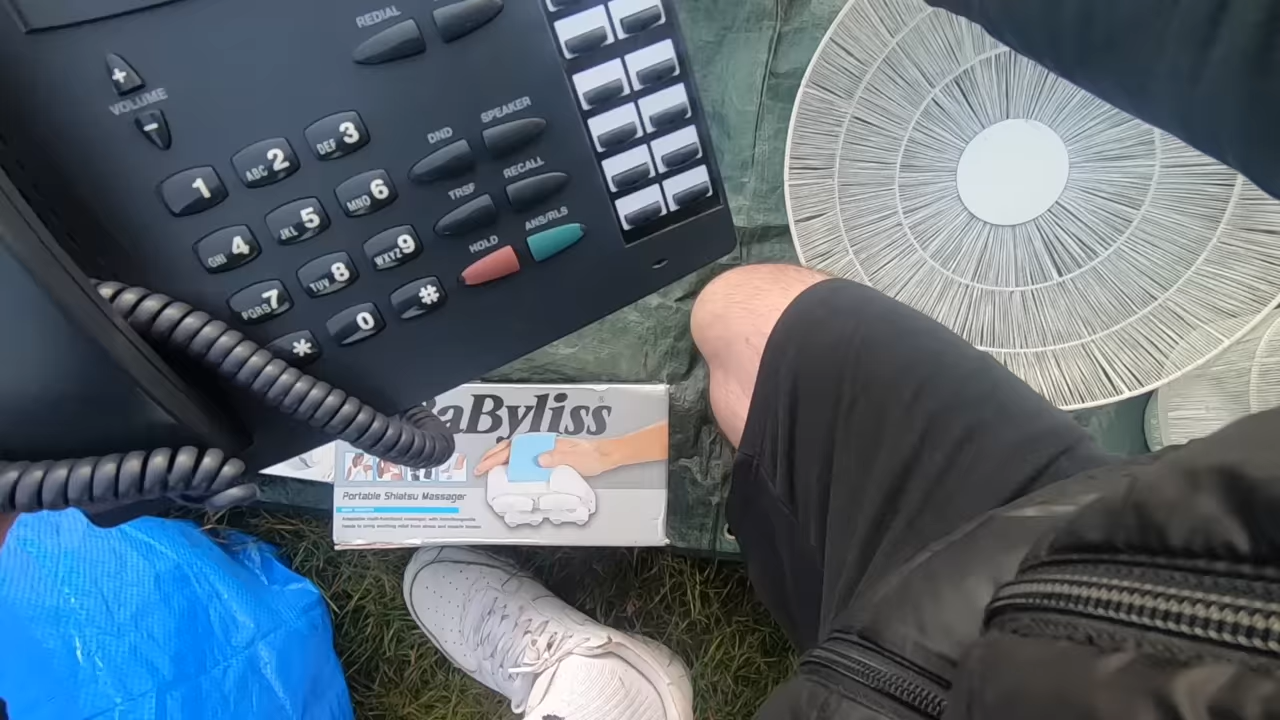 REDIAL
+
VOLUME
-
1
ABC 2
DEF 3
GHI 4
JKL 5
MNO 6
PQRS 7
TUV 8
WXYZ 9
*
0
#
DND
SPEAKER
TRSF
RECALL
HOLD
ANS/RLS
aByliss
Portable Shiatsu Massager